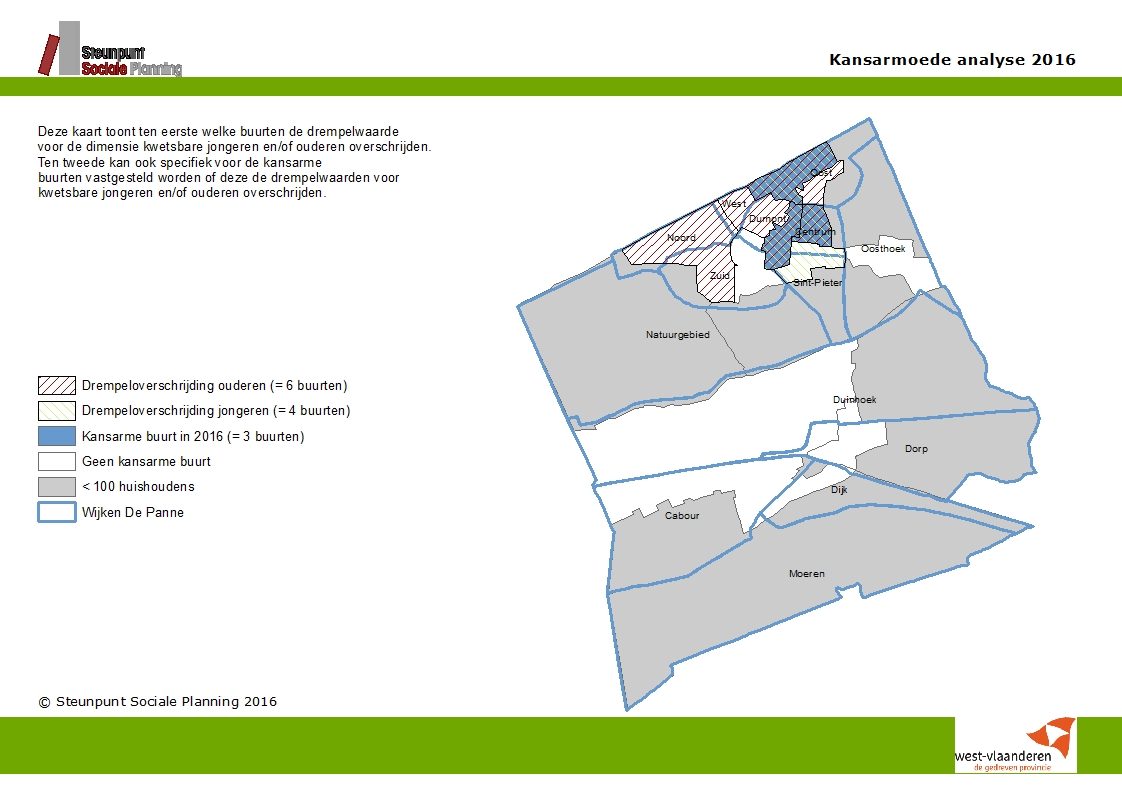 Steunpunt
Sociale Planning
Kansarmoede analyse 2016
Deze kaart toont ten eerste welke buurten de drempelwaarde
voor de dimensie kwetsbare jongeren en/of ouderen overschrijden.
Ten tweede kan ook specifiek voor de kansarme
buurten vastgesteld worden of deze de drempelwaarden voor
kwetsbare jongeren en/of ouderen overschrijden.
Oost
West
Dumont
Centrum
Noord
Oosthoek
Zuid
Sint-Pieter
Natuurgebied
Duinhoek
Dorp
Dijk
Cabour
Moeren
Drempeloverschrijding ouderen (= 6 buurten)
Drempeloverschrijding jongeren (= 4 buurten)
Kansarme buurt in 2016 (= 3 buurten)
Geen kansarme buurt
< 100 huishoudens
Wijken De Panne
© Steunpunt Sociale Planning 2016
west-vlaanderen
de gedreven provincie